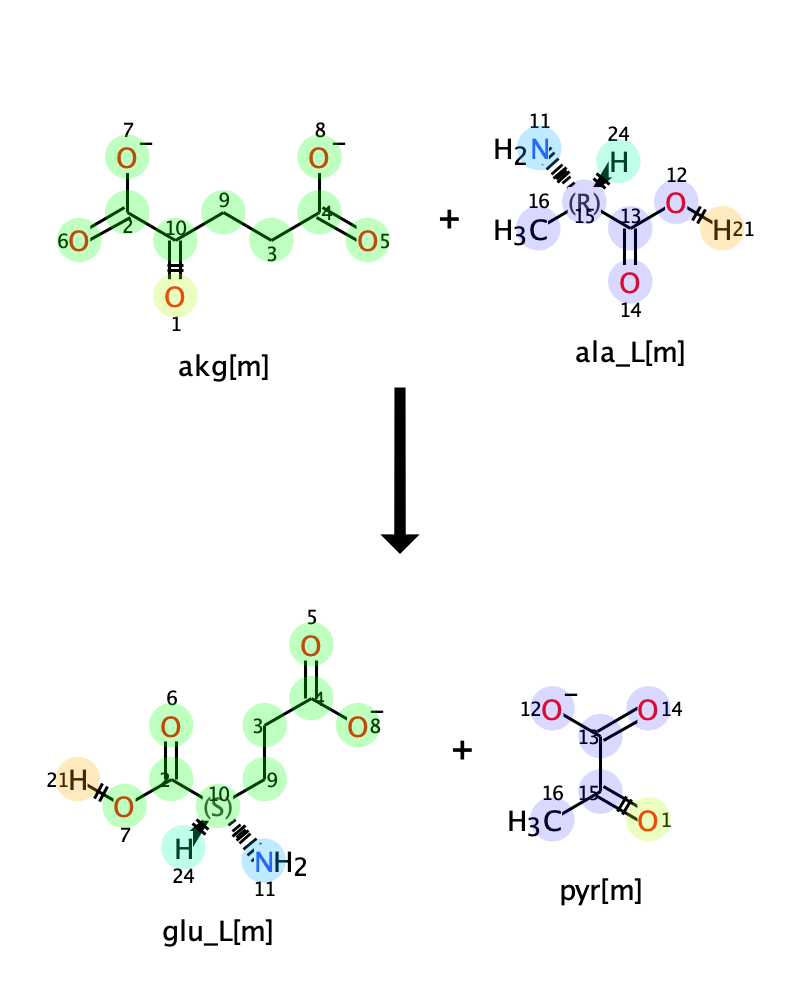 7 8 11 24
O− O− H2N H 12
9 16 (R) O H21
6O 2 10 3 4 O5 + H3C 15 13
O O
1 14
akg[m] ala_L[m]
5
O
6 4
O 3 O−8 12O− O14
+ 13
21H 2 10 9 16 15
O (S) H3C O1
7 H NH2
24 11 pyr[m]
glu_L[m]